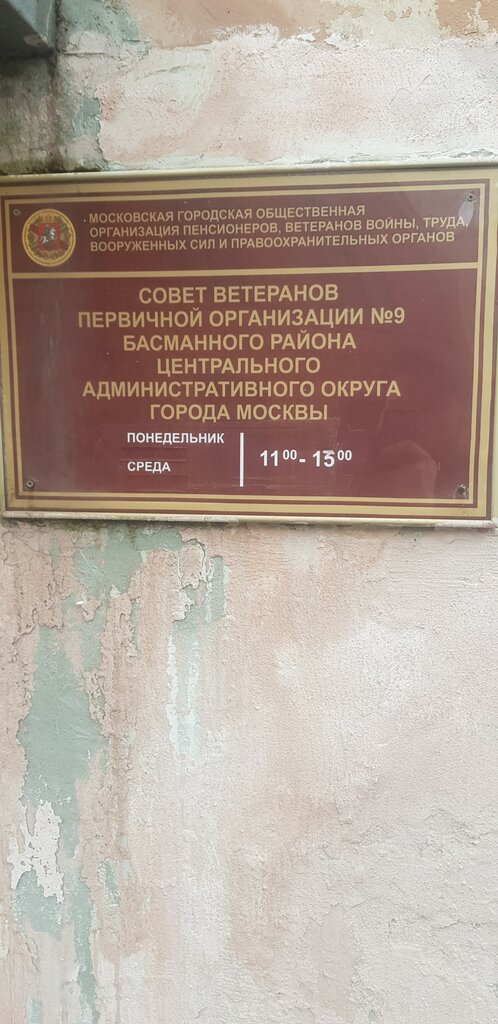 МОСКОВСКАЯ ГОРОДСКАЯ ОБЩЕСТВЕННАЯ
ОРГАНИЗАЦИЯ ПЕНСИОНЕРОВ, ВЕТЕРАНОВ ВОЙНЫ, ТРУДА,
ВООРУЖЕННЫХ СИЛ И ПРАВООХРАНИТЕЛЬНЫХ ОРГАНОВ
СОВЕТ ВЕТЕРАНОВ
ПЕРВИЧНОЙ ОРГАНИЗАЦИИ №9
БАСМАННОГО РАЙОНА
ЦЕНТРАЛЬНОГО
АДМИНИСТРАТИВНОГО ОКРУГА
ГОРОДА МОСКВЫ
ПОНЕДЕЛЬНИК
СРЕДА
11⁰⁰- 15⁰⁰